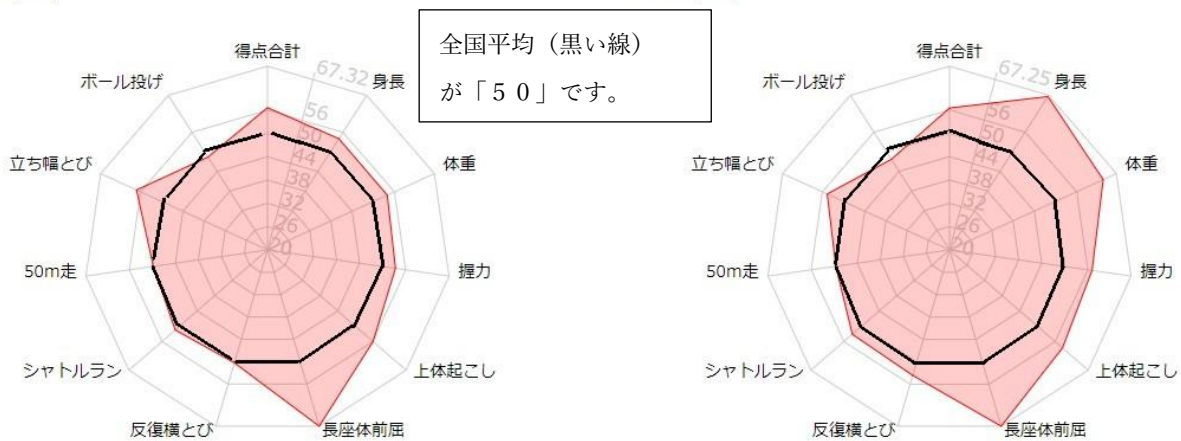 全国平均（黒い線）
が「５０」です。
得点合計
67.32
身長
体重
握力
上体起こし
長座体前屈
反復横とび
シャトルラン
50m走
立ち幅とび
ボール投げ
56
50
44
38
32
26
20
得点合計
67.25
身長
体重
握力
上体起こし
長座体前屈
反復横とび
シャトルラン
50m走
立ち幅とび
ボール投げ
56
50
44
38
32
26
20